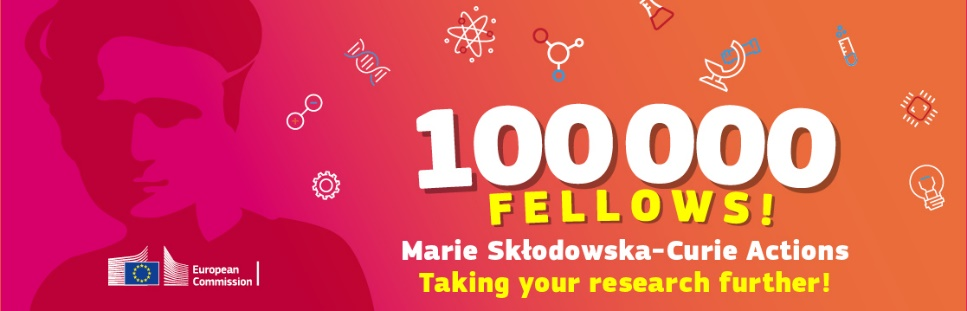 100 000
FELLOWS!
Marie Skłodowska-Curie Actions
Taking your research further!
European
Commission